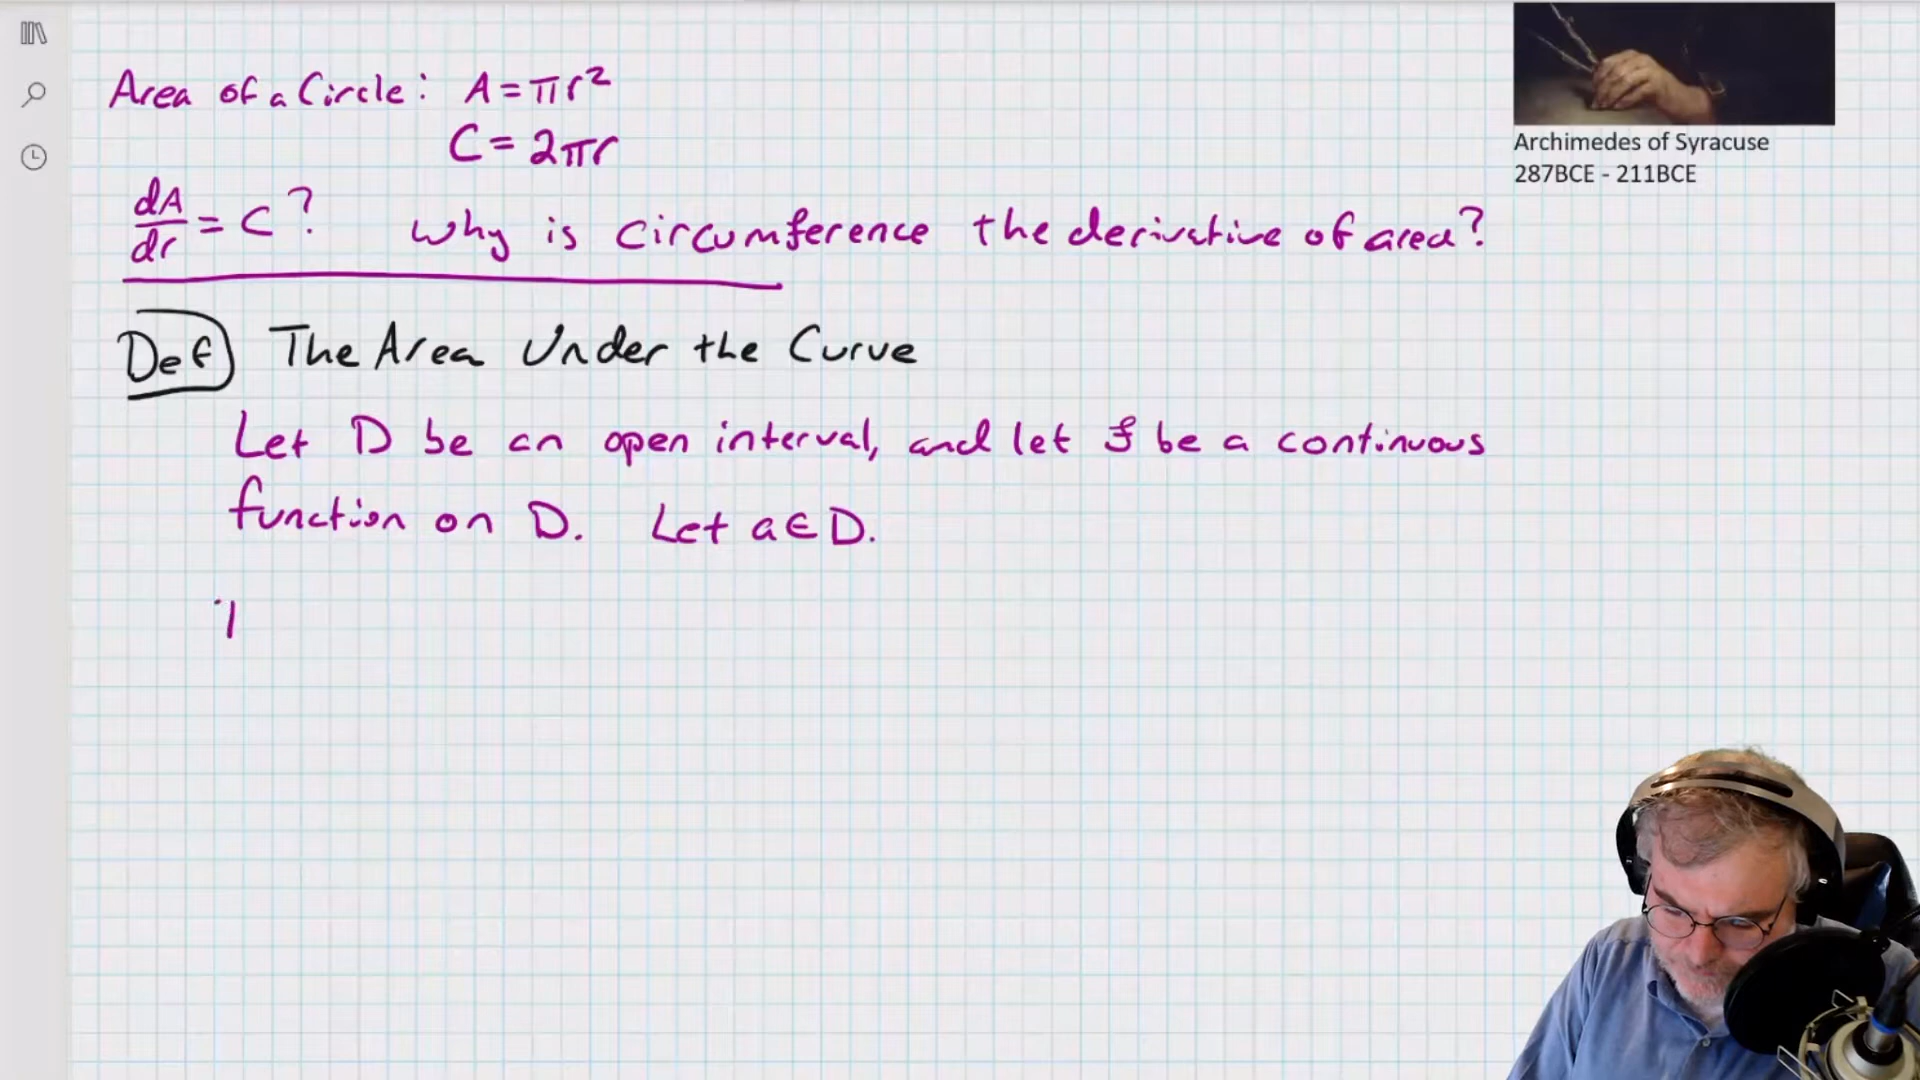 Area of a Circle: A = πr²
C = 2πr
dA/dr = C? Why is circumference the derivative of area?
Archimedes of Syracuse
287BCE - 211BCE
Def The Area Under the Curve
Let D be an open interval, and let f be a continuous
function on D. Let a ∈ D.